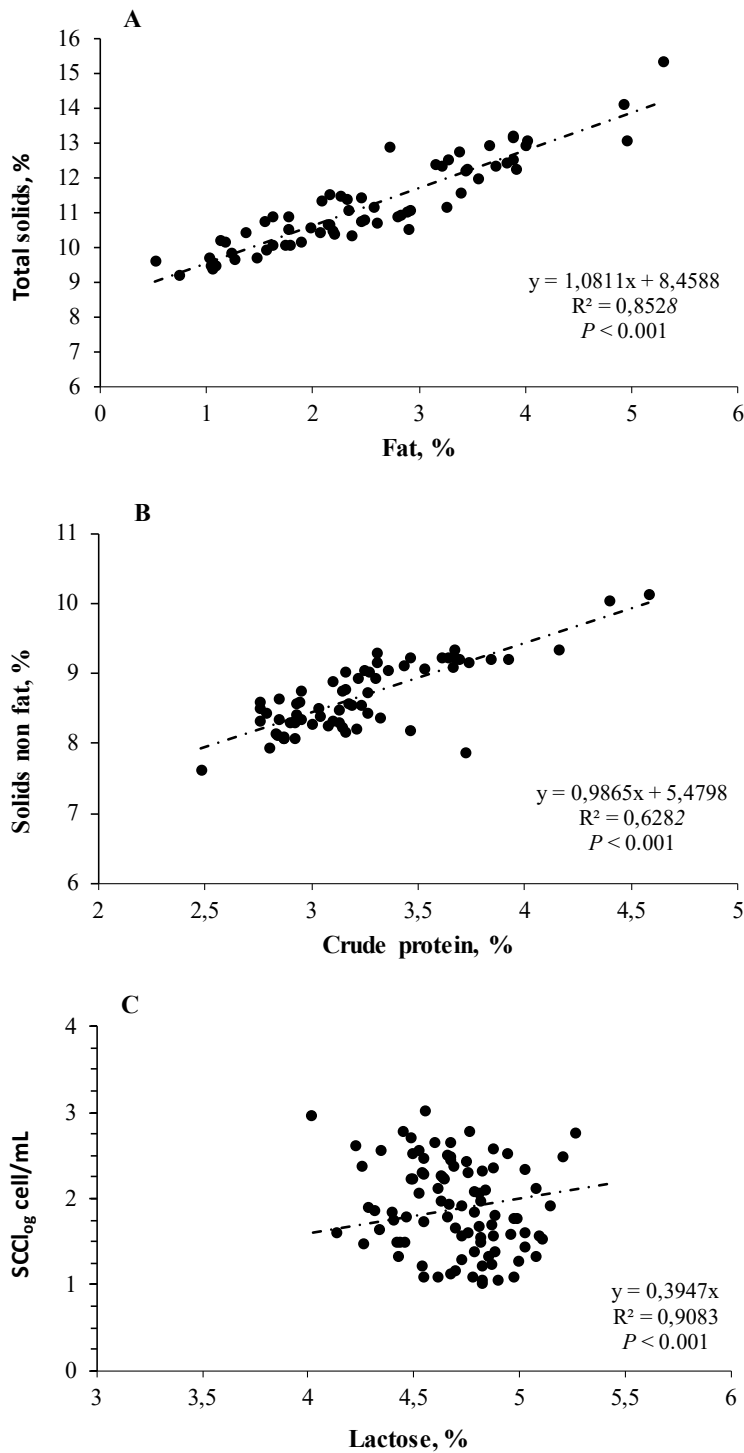 A
16
15
14
13
12
11
10
9
8
7
6
Total solids, %
y = 1,0811x + 8,4588
R² = 0,8528
P < 0.001
0 1 2 3 4 5 6
Fat, %
B
11
10
9
8
7
6
Solids non fat, %
y = 0,9865x + 5,4798
R² = 0,6282
P < 0.001
2 2,5 3 3,5 4 4,5 5
Crude protein, %
C
4
3
2
1
0
SCClog cell/mL
y = 0,3947x
R² = 0,9083
P < 0.001
3 3,5 4 4,5 5 5,5 6
Lactose, %